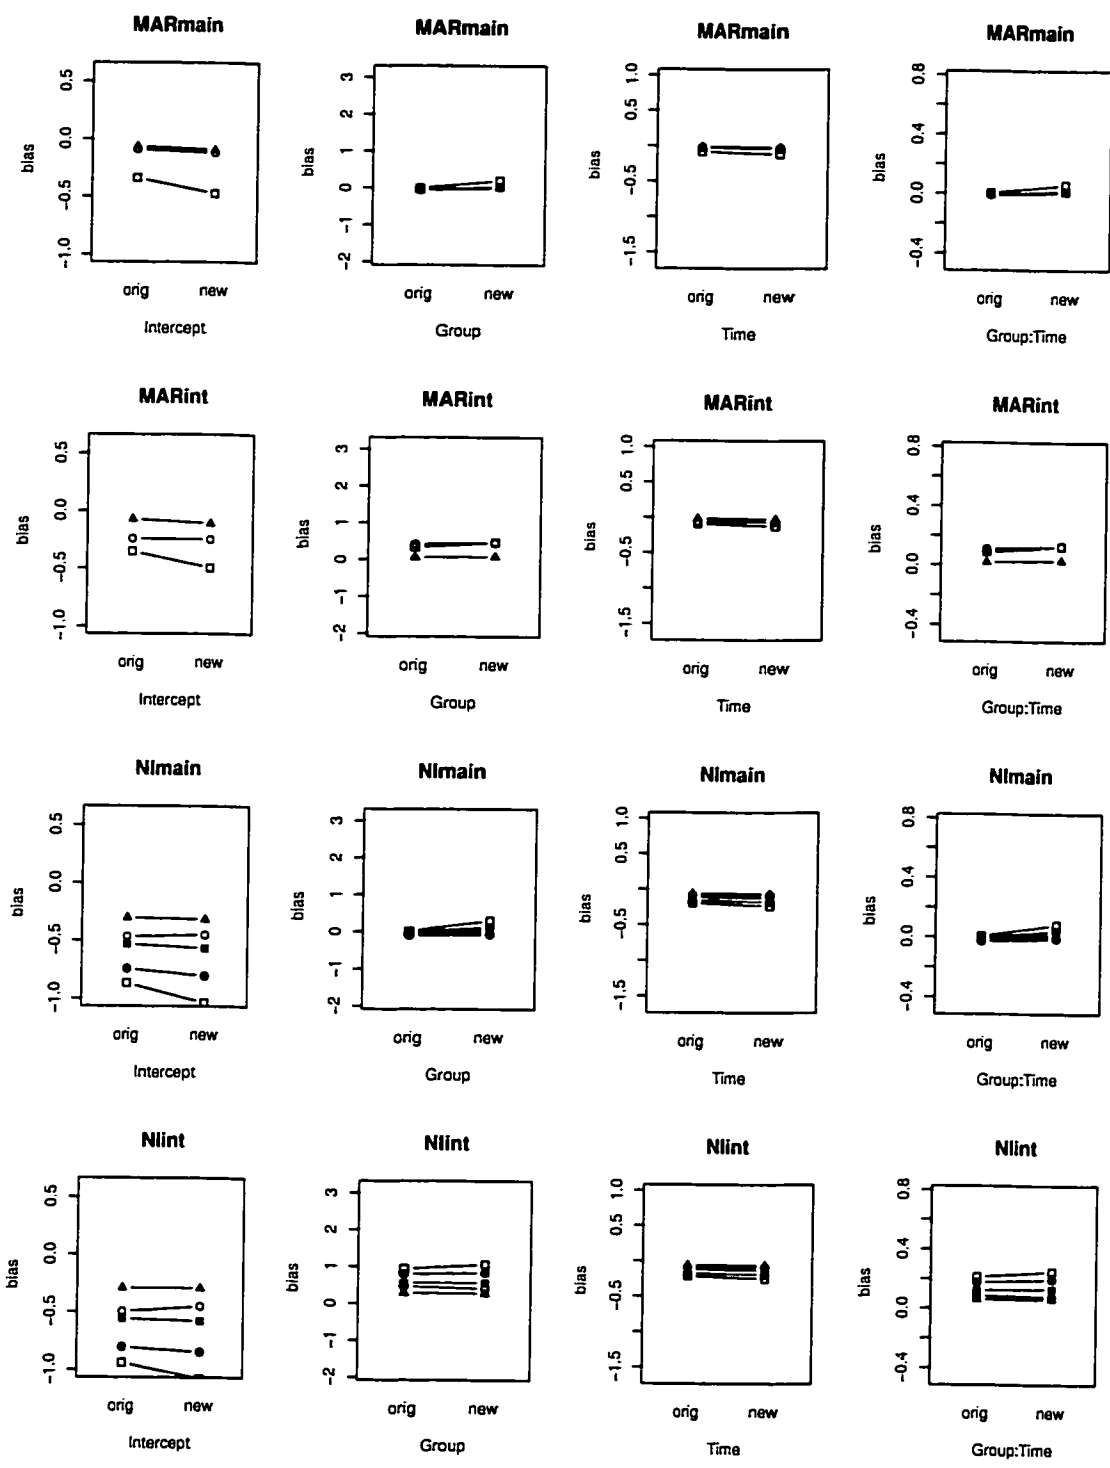 MARmain MARmain MARmain MARmain
bias 0.5 0.0 -0.5 -1.0
bias 3 2 1 0 -1 -2
bias 1.0 0.5 -0.5 -1.5
bias 0.8 0.4 0.0 -0.4
orig new orig new orig new orig new
Intercept Group Time Group:Time
MARint MARint MARint MARint
bias 0.5 0.0 -0.5 -1.0
bias 3 2 1 0 -1 -2
bias 1.0 0.5 -0.5 -1.5
bias 0.8 0.4 0.0 -0.4
orig new orig new orig new orig new
Intercept Group Time Group:Time
NImain NImain NImain NImain
bias 0.5 0.0 -0.5 -1.0
bias 3 2 1 0 -1 -2
bias 1.0 0.5 -0.5 -1.5
bias 0.8 0.4 0.0 -0.4
orig new orig new orig new orig new
Intercept Group Time Group:Time
NIint NIint NIint NIint
bias 0.5 0.0 -0.5 -1.0
bias 3 2 1 0 -1 -2
bias 1.0 0.5 -0.5 -1.5
bias 0.8 0.4 0.0 -0.4
orig new orig new orig new orig new
Intercept Group Time Group:Time